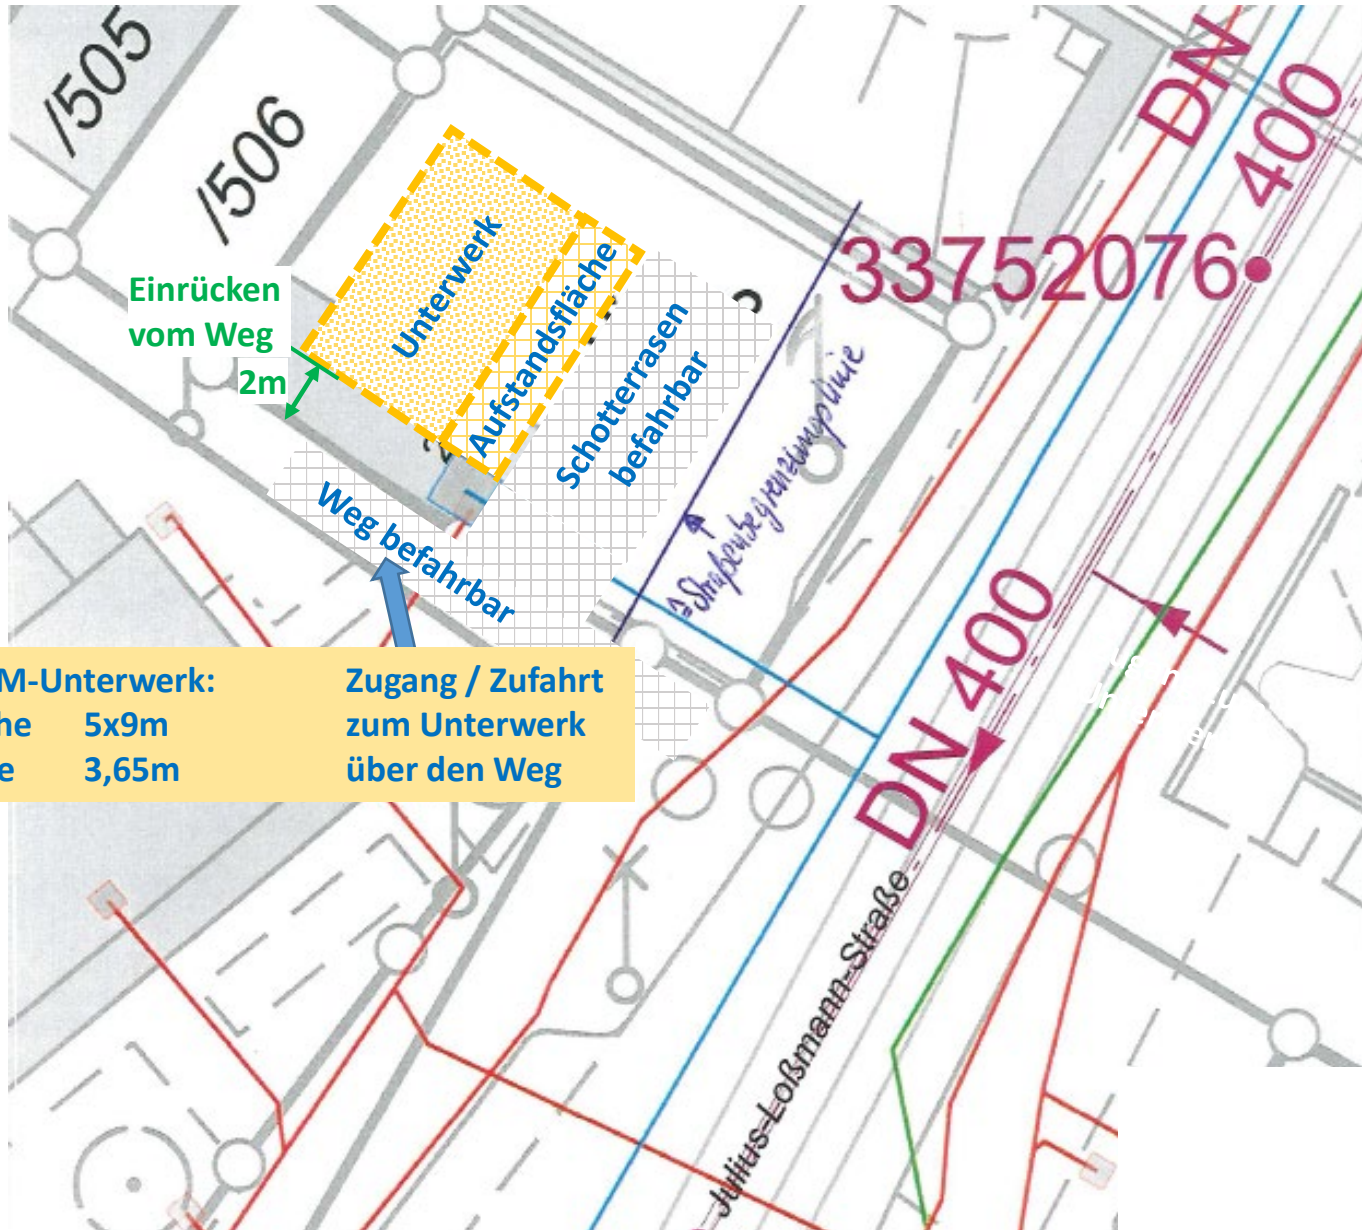 /505
/506
DN
400
33752076
Einrücken
vom Weg
2m
Unterwerk
Aufstandsfläche
Schotterrasen
befahrbar
Straßenbegrenzungslinie
Weg befahrbar
M-Unterwerk:
he 5x9m
e 3,65m
Zugang / Zufahrt
zum Unterwerk
über den Weg
DN 400
Julius-Loßmann-Straße